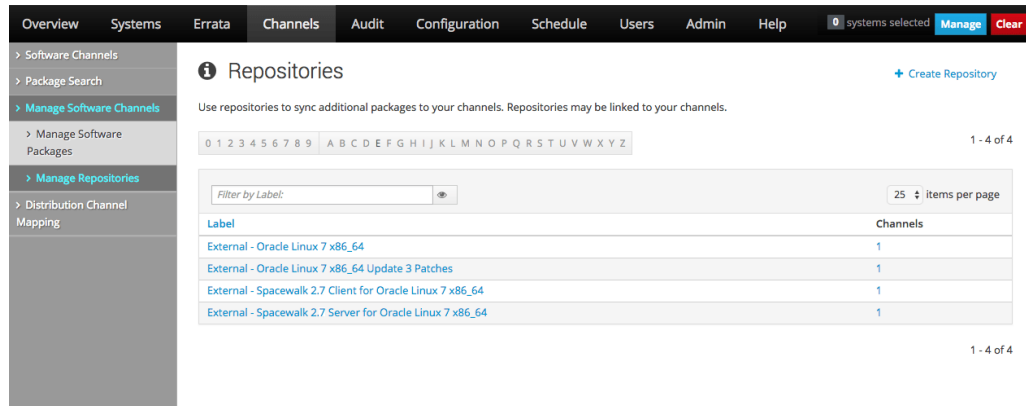 Overview Systems Errata Channels Audit Configuration Schedule Users Admin Help 0 systems selected Manage Clear
> Software Channels
> Package Search
> Manage Software Channels
> Manage Software
Packages
> Manage Repositories
> Distribution Channel
Mapping
i Repositories
+ Create Repository
Use repositories to sync additional packages to your channels. Repositories may be linked to your channels.
0 1 2 3 4 5 6 7 8 9 A B C D E F G H I J K L M N O P Q R S T U V W X Y Z
1 - 4 of 4
Filter by Label:
25 items per page
Label Channels
External - Oracle Linux 7 x86_64 1
External - Oracle Linux 7 x86_64 Update 3 Patches 1
External - Spacewalk 2.7 Client for Oracle Linux 7 x86_64 1
External - Spacewalk 2.7 Server for Oracle Linux 7 x86_64 1
1 - 4 of 4